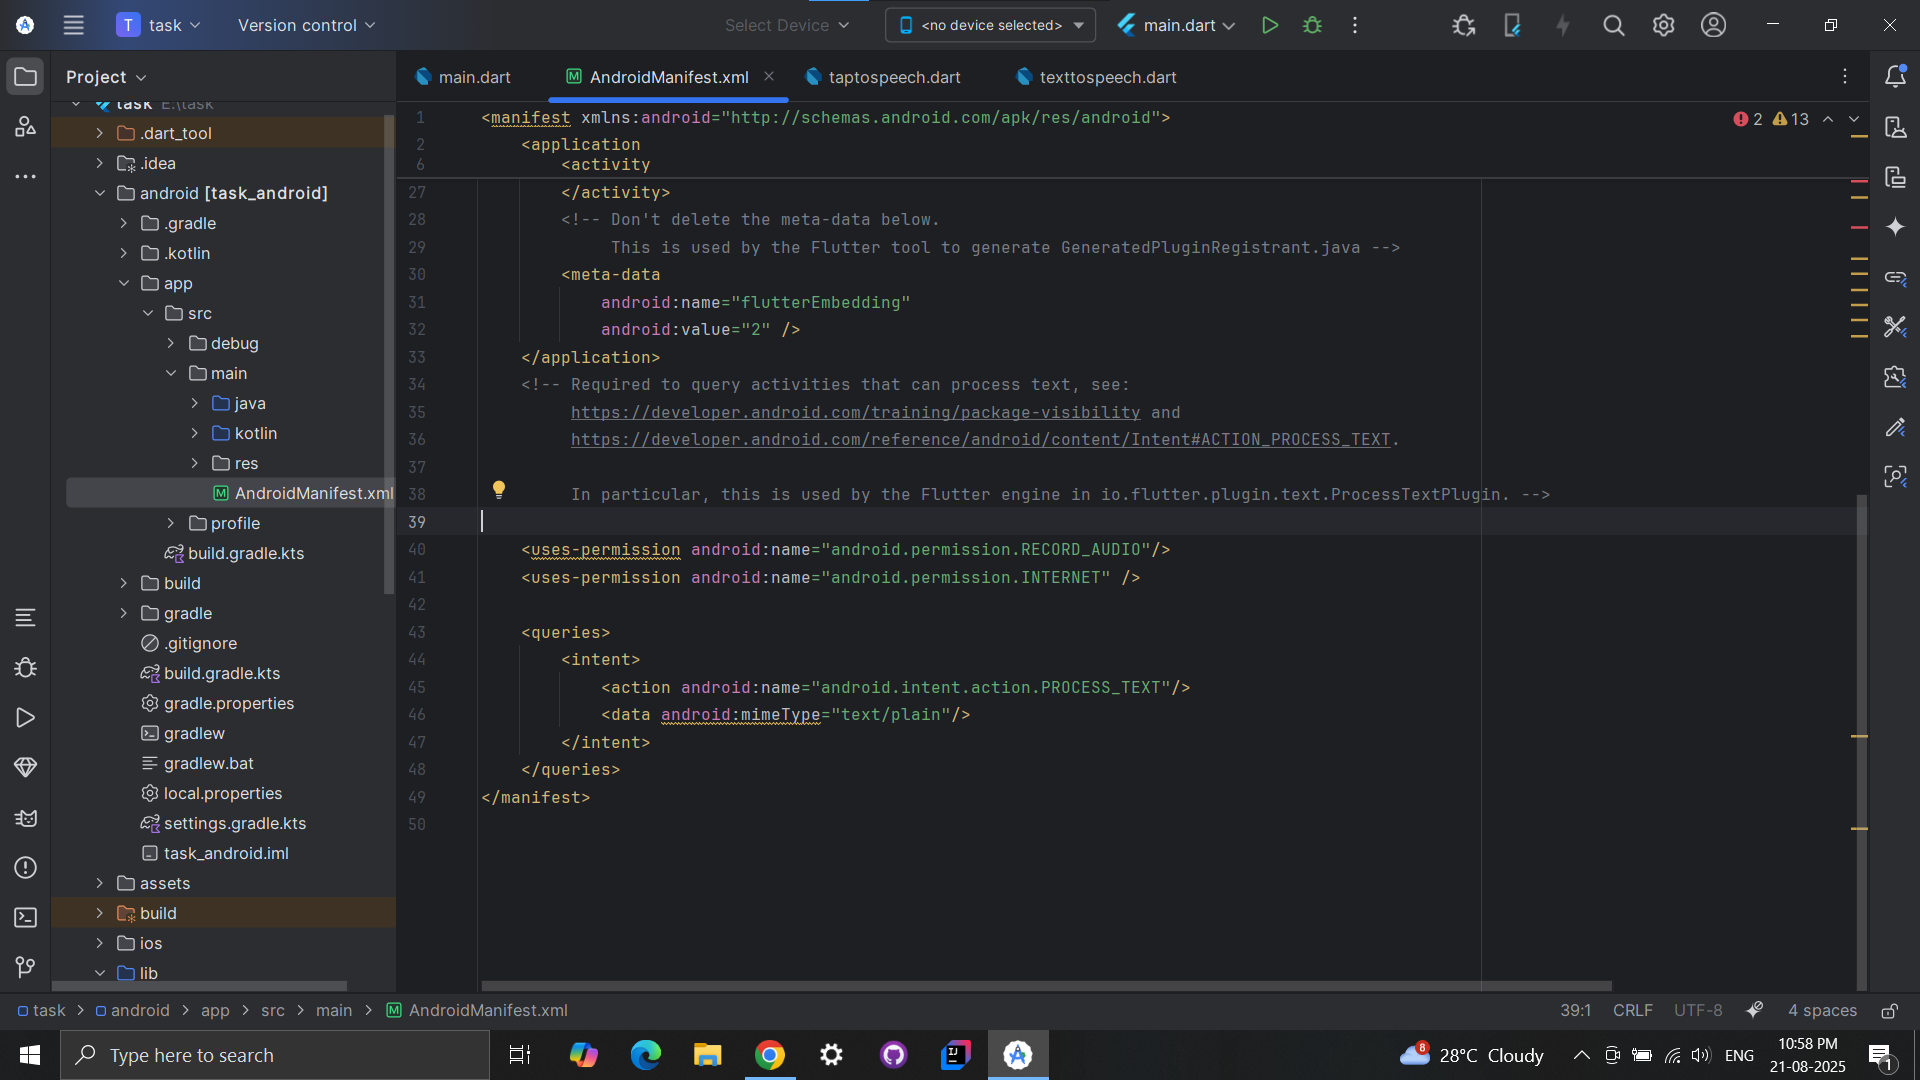 T task Version control Select Device <no device selected> main.dart
Project
main.dart AndroidManifest.xml taptospeech.dart texttospeech.dart
task E:\task
.dart_tool
.idea
android [task_android]
.gradle
.kotlin
app
src
debug
main
java
kotlin
res
AndroidManifest.xml
profile
build.gradle.kts
build
gradle
.gitignore
build.gradle.kts
gradle.properties
gradlew
gradlew.bat
local.properties
settings.gradle.kts
task_android.iml
assets
build
ios
lib
2 13
1 <manifest xmlns:android="http://schemas.android.com/apk/res/android">
2 <application
6 <activity
27 </activity>
28 <!-- Don't delete the meta-data below.
29 This is used by the Flutter tool to generate GeneratedPluginRegistrant.java -->
30 <meta-data
31 android:name="flutterEmbedding"
32 android:value="2" />
33 </application>
34 <!-- Required to query activities that can process text, see:
35 https://developer.android.com/training/package-visibility and
36 https://developer.android.com/reference/android/content/Intent#ACTION_PROCESS_TEXT.
37
38 In particular, this is used by the Flutter engine in io.flutter.plugin.text.ProcessTextPlugin. -->
39
40 <uses-permission android:name="android.permission.RECORD_AUDIO"/>
41 <uses-permission android:name="android.permission.INTERNET" />
42
43 <queries>
44 <intent>
45 <action android:name="android.intent.action.PROCESS_TEXT"/>
46 <data android:mimeType="text/plain"/>
47 </intent>
48 </queries>
49 </manifest>
50
task > android > app > src > main > AndroidManifest.xml 39:1 CRLF UTF-8 4 spaces
Type here to search 8 28°C Cloudy ENG 10:58 PM
21-08-2025 1